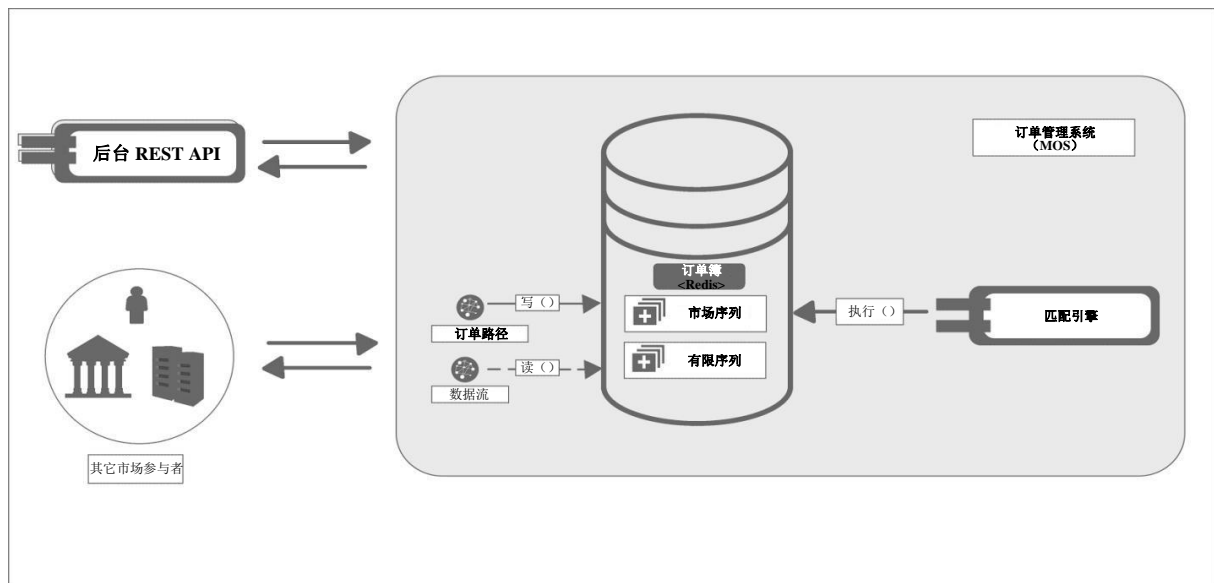 后台 REST API
订单管理系统
（MOS）
订单簿
<Redis>
写（）
市场序列
执行（）
匹配引擎
订单路径
有限序列
读（）
数据流
其它市场参与者